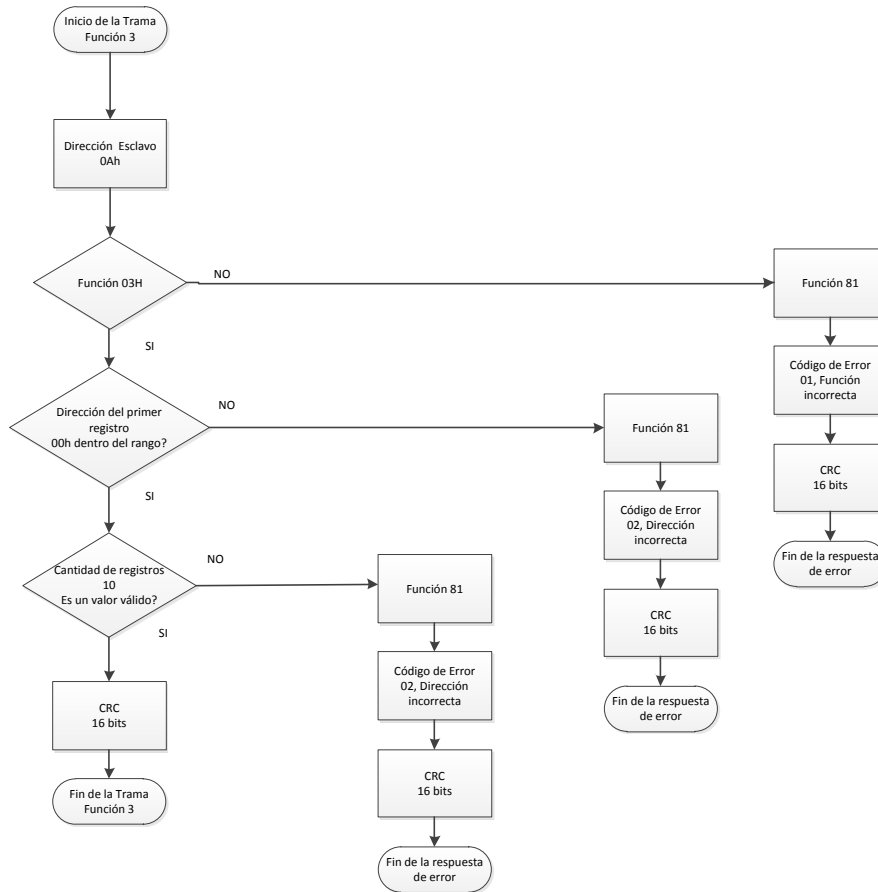 Inicio de la Trama
Función 3
Dirección Esclavo
0Ah
Función 03H
NO
SI
Función 81
Código de Error
01, Función
incorrecta
CRC
16 bits
Fin de la respuesta
de error
Dirección del primer
registro
00h dentro del rango?
NO
SI
Función 81
Código de Error
02, Dirección
incorrecta
CRC
16 bits
Fin de la respuesta
de error
Cantidad de registros
10
Es un valor válido?
NO
SI
Función 81
Código de Error
02, Dirección
incorrecta
CRC
16 bits
Fin de la respuesta
de error
CRC
16 bits
Fin de la Trama
Función 3